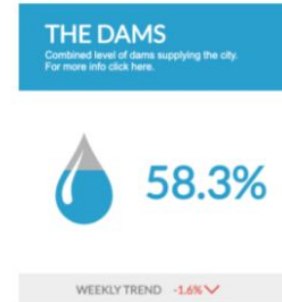 THE DAMS
Combined level of dams supplying the city.
For more info click here.
58.3%
WEEKLY TREND -1.6%